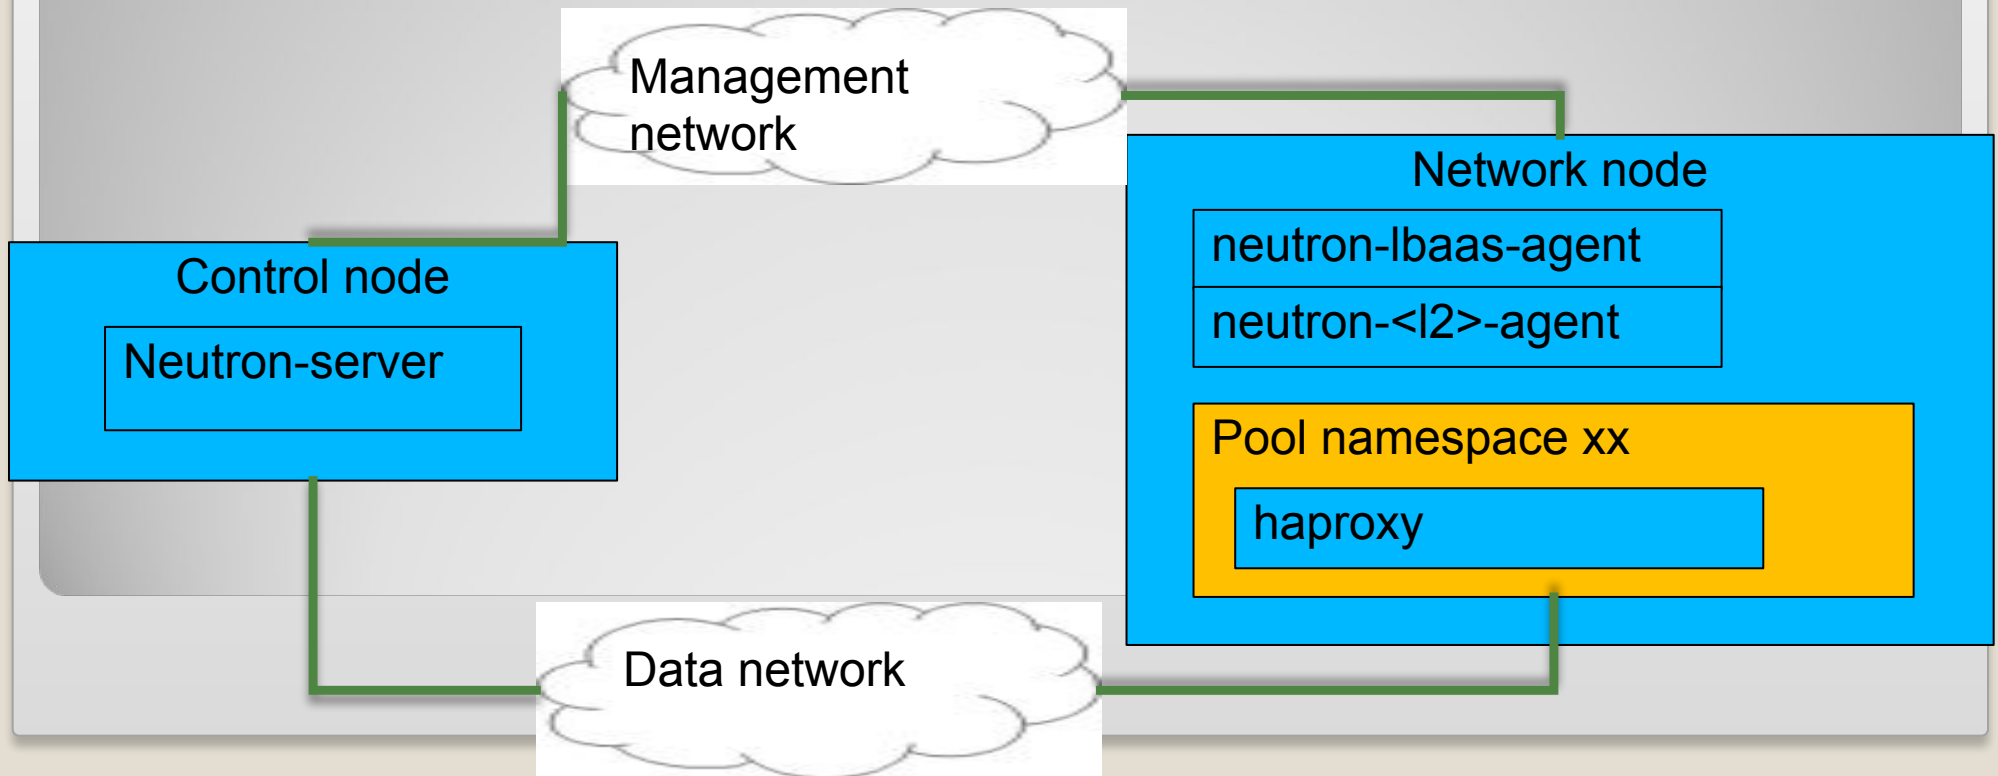 Management
network
Network node
neutron-lbaas-agent
Control node
neutron-<l2>-agent
Neutron-server
Pool namespace xx
haproxy
Data network